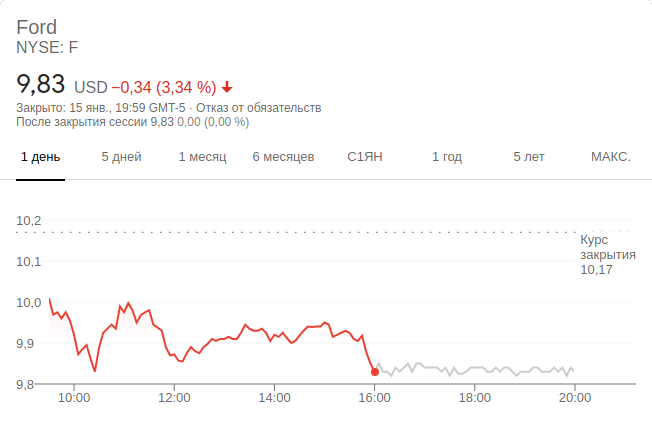 Ford
NYSE: F
9,83 USD −0,34 (3,34 %)
Закрыто: 15 янв., 19:59 GMT-5 · Отказ от обязательств
После закрытия сессии 9,83 0,00 (0,00 %)
1 день 5 дней 1 месяц 6 месяцев С1ЯН 1 год 5 лет МАКС.
10,2
Курс
закрытия
10,17
10,1
10,0
9,9
9,8
10:00 12:00 14:00 16:00 18:00 20:00